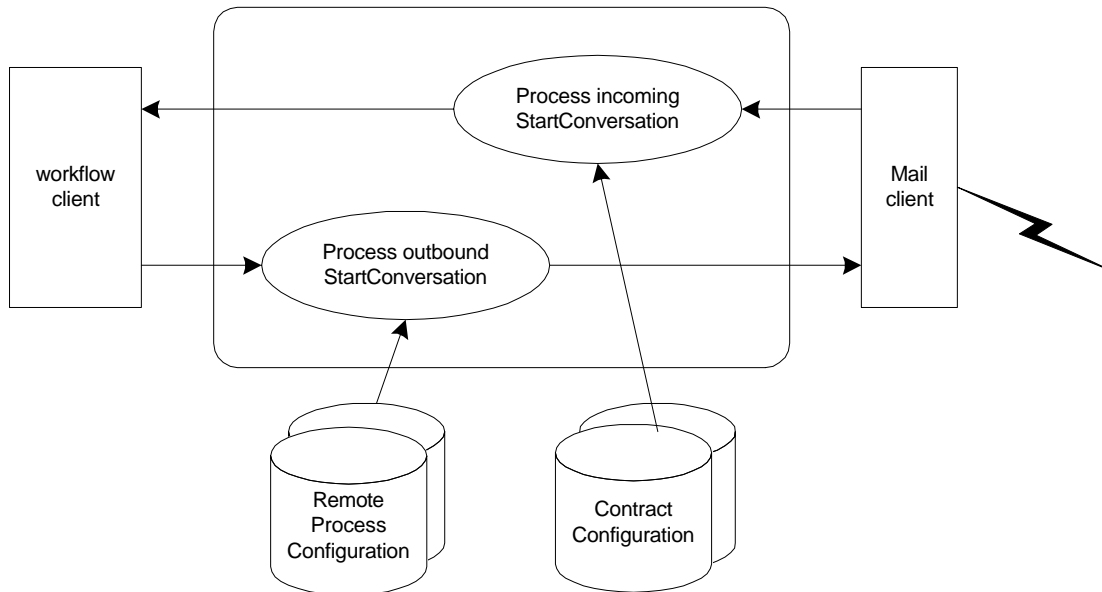 Process incoming
StartConversation
workflow
client
Mail
client
Process outbound
StartConversation
Remote
Process
Configuration
Contract
Configuration